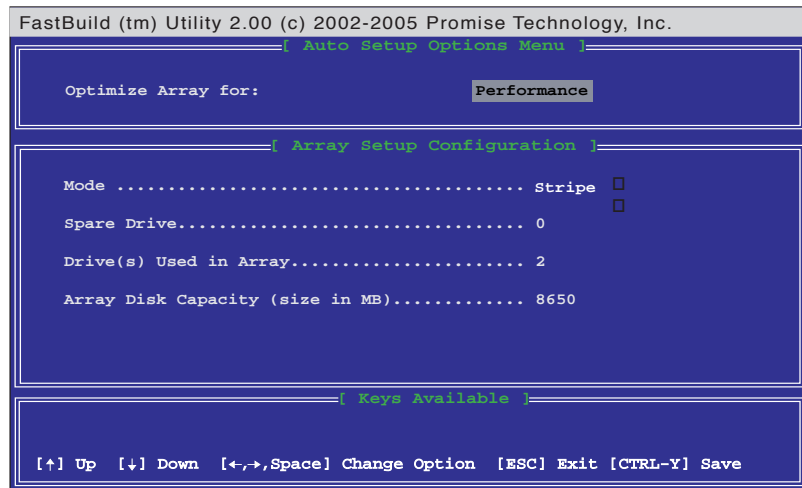 FastBuild (tm) Utility 2.00 (c) 2002-2005 Promise Technology, Inc.
[ Auto Setup Options Menu ]
Optimize Array for: Performance
[ Array Setup Configuration ]
Mode ....................................... Stripe
Spare Drive................................. 0
Drive(s) Used in Array...................... 2
Array Disk Capacity (size in MB)............ 8650
[ Keys Available ]
[↑] Up [↓] Down [←,→,Space] Change Option [ESC] Exit [CTRL-Y] Save